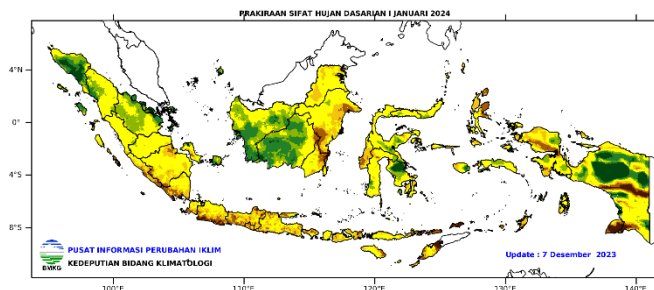 PRAKIRAAN SIFAT HUJAN DASARIAN I JANUARI 2024
4°N
0°
4°S
8°S
PUSAT INFORMASI PERUBAHAN IKLIM
KEDEPUTIAN BIDANG KLIMATOLOGI
BMKG
Update : 7 Desember 2023
100°E
110°E
120°E
130°E
140°E